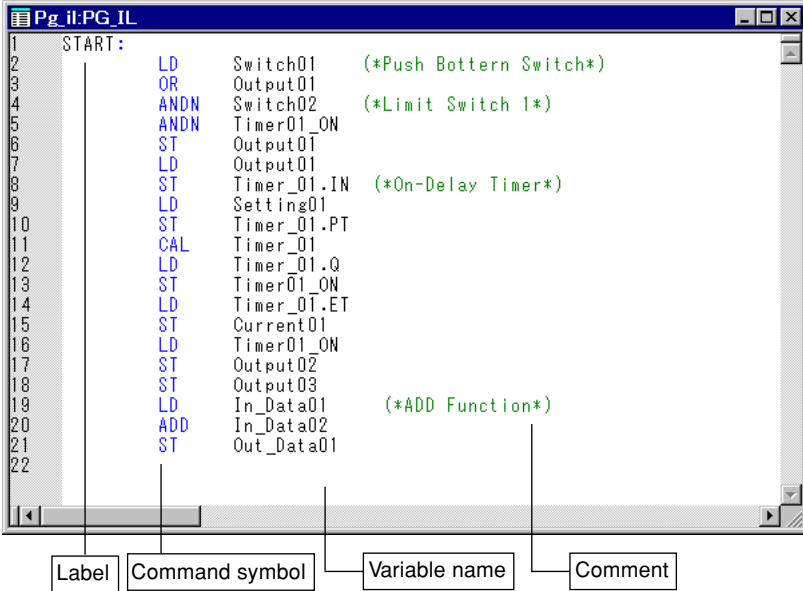 Pg_il:PG_IL
1 START:
2 LD Switch01 (*Push Bottern Switch*)
3 OR Output01
4 ANDN Switch02 (*Limit Switch 1*)
5 ANDN Timer01_ON
6 ST Output01
7 LD Output01
8 ST Timer_01.IN (*On-Delay Timer*)
9 LD Setting01
10 ST Timer_01.PT
11 CAL Timer_01
12 LD Timer_01.Q
13 ST Timer01_ON
14 LD Timer_01.ET
15 ST Current01
16 LD Timer01_ON
17 ST Output02
18 ST Output03
19 LD In_Data01 (*ADD Function*)
20 ADD In_Data02
21 ST Out_Data01
22
Label Command symbol Variable name Comment